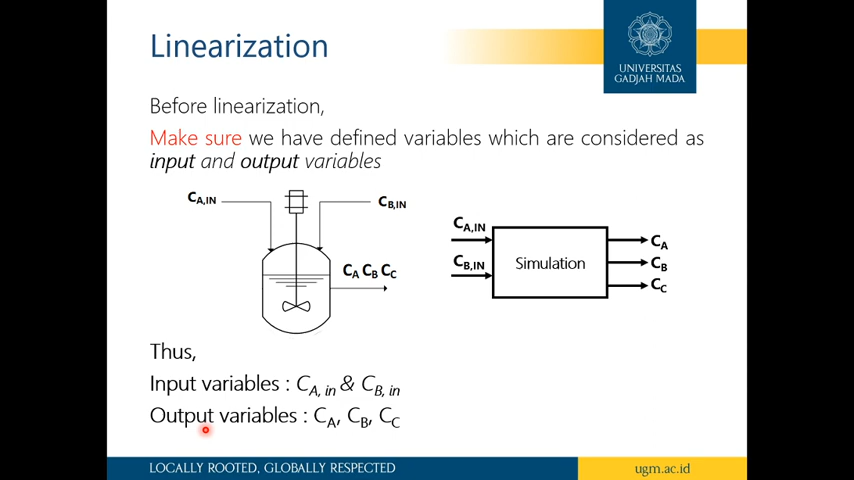 Linearization
UNIVERSITAS
GADJAH MADA
Before linearization,
Make sure we have defined variables which are considered as
input and output variables
CA,IN
CB,IN
CA CB CC
CA,IN
CB,IN
Simulation
CA
CB
CC
Thus,
Input variables : CA, in & CB, in
Output variables : CA, CB, CC
LOCALLY ROOTED, GLOBALLY RESPECTED
ugm.ac.id